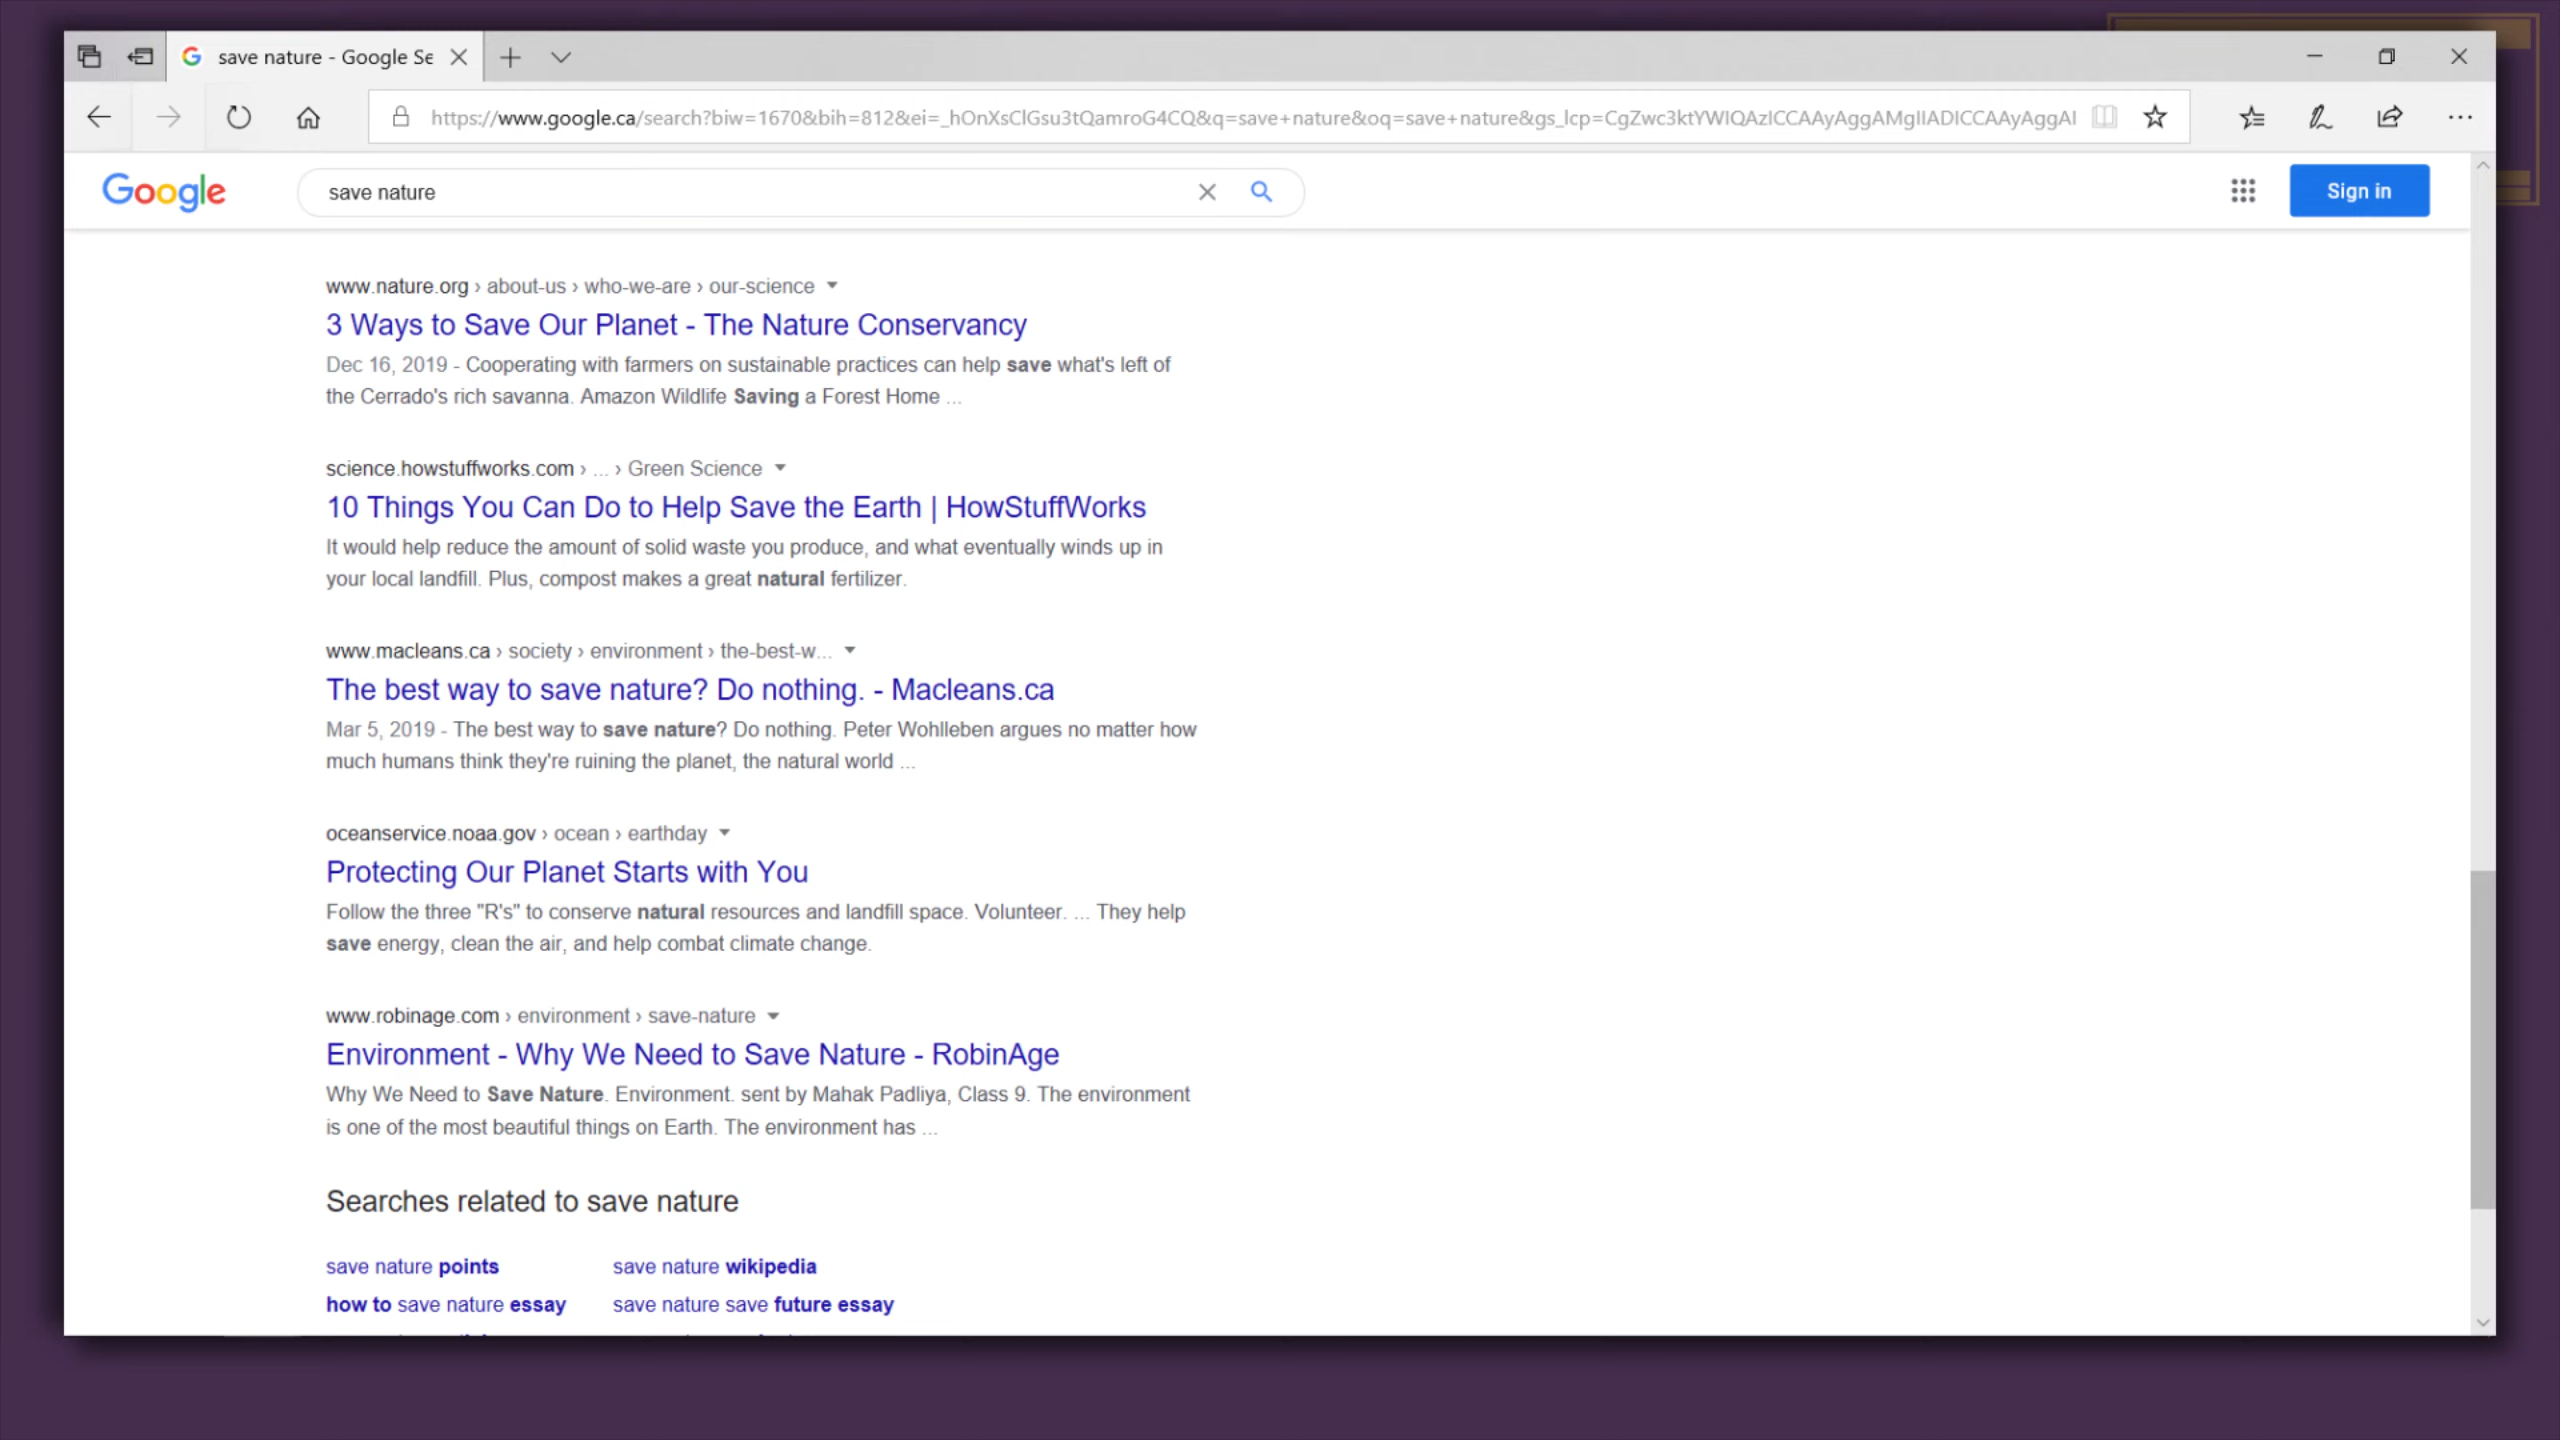 save nature - Google Se
https://www.google.ca/search?biw=1670&bih=812&ei=_hOnXsClGsu3tQamroG4CQ&q=save+nature&oq=save+nature&gs_lcp=CgZwc3ktYWIQAzICCAAyAggAMgIIADICCAAyAggAI
Google
save nature
Sign in
www.nature.org › about-us › who-we-are › our-science
3 Ways to Save Our Planet - The Nature Conservancy
Dec 16, 2019 - Cooperating with farmers on sustainable practices can help save what's left of
the Cerrado's rich savanna. Amazon Wildlife Saving a Forest Home ...
science.howstuffworks.com › ... › Green Science
10 Things You Can Do to Help Save the Earth | HowStuffWorks
It would help reduce the amount of solid waste you produce, and what eventually winds up in
your local landfill. Plus, compost makes a great natural fertilizer.
www.macleans.ca › society › environment › the-best-w...
The best way to save nature? Do nothing. - Macleans.ca
Mar 5, 2019 - The best way to save nature? Do nothing. Peter Wohlleben argues no matter how
much humans think they're ruining the planet, the natural world ...
oceanservice.noaa.gov › ocean › earthday
Protecting Our Planet Starts with You
Follow the three "R's" to conserve natural resources and landfill space. Volunteer. ... They help
save energy, clean the air, and help combat climate change.
www.robinage.com › environment › save-nature
Environment - Why We Need to Save Nature - RobinAge
Why We Need to Save Nature. Environment. sent by Mahak Padliya, Class 9. The environment
is one of the most beautiful things on Earth. The environment has ...
Searches related to save nature
save nature points
save nature wikipedia
how to save nature essay
save nature save future essay